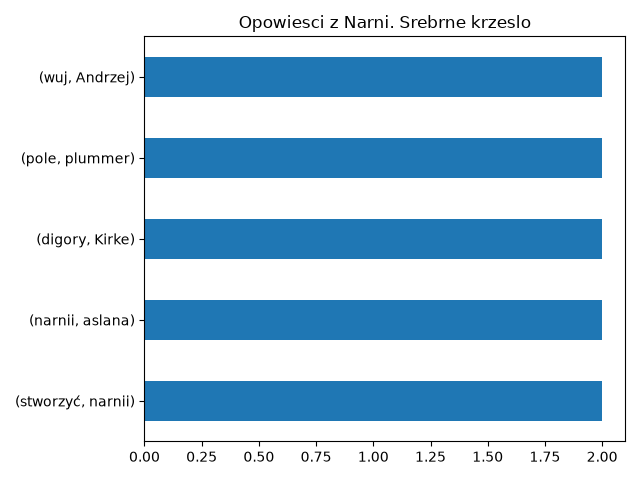 Opowiesci z Narni. Srebrne krzeslo
(wuj, Andrzej)
(pole, plummer)
(digory, Kirke)
(narnii, aslana)
(stworzyć, narnii)
0.00 0.25 0.50 0.75 1.00 1.25 1.50 1.75 2.00